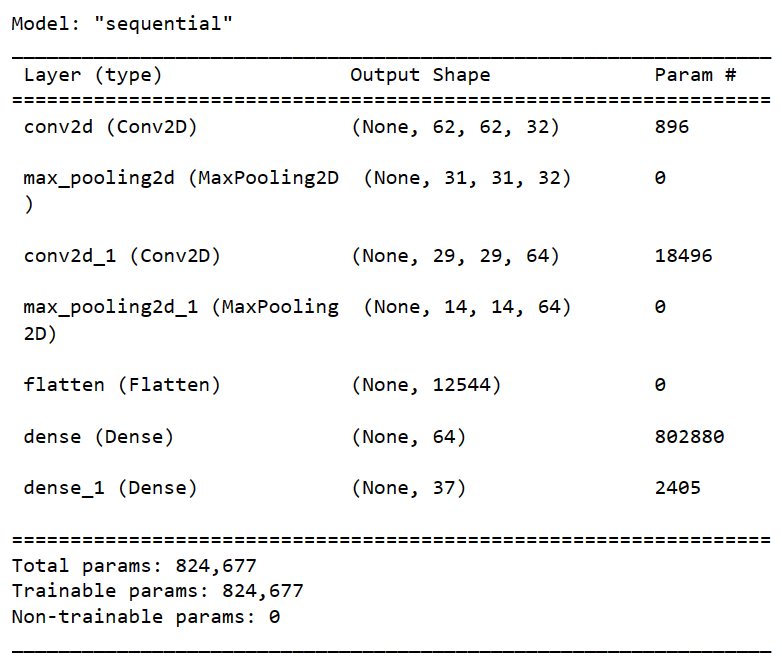 Model: "sequential"
_________________________________________________________________
Layer (type) Output Shape Param #
=================================================================
conv2d (Conv2D) (None, 62, 62, 32) 896
max_pooling2d (MaxPooling2D (None, 31, 31, 32) 0
)
conv2d_1 (Conv2D) (None, 29, 29, 64) 18496
max_pooling2d_1 (MaxPooling (None, 14, 14, 64) 0
2D)
flatten (Flatten) (None, 12544) 0
dense (Dense) (None, 64) 802880
dense_1 (Dense) (None, 37) 2405
=================================================================
Total params: 824,677
Trainable params: 824,677
Non-trainable params: 0
_________________________________________________________________